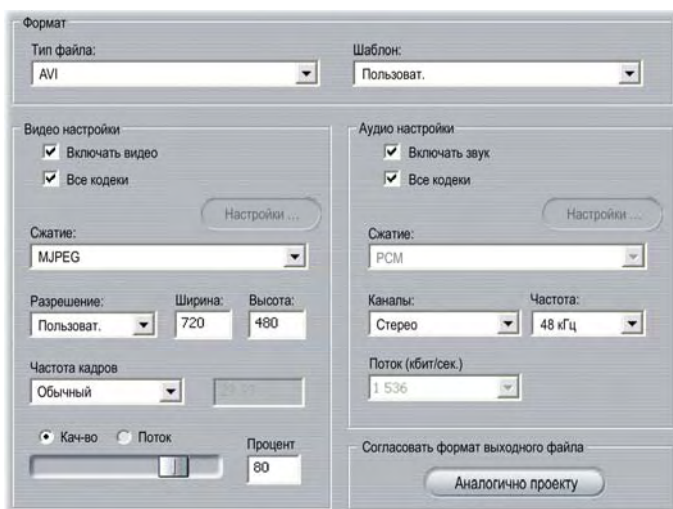 Формат
Тип файла:
AVI
Шаблон:
Пользоват.
Видео настройки
Включать видео
Все кодеки
Настройки ...
Сжатие:
MJPEG
Разрешение:
Ширина:
Высота:
Пользоват.
720
480
Частота кадров
Обычный
Кач-во
Поток
Процент
80
Аудио настройки
Включать звук
Все кодеки
Настройки ...
Сжатие:
PCM
Каналы:
Частота:
Стерео
48 кГц
Поток (кбит/сек.)
1 536
Согласовать формат выходного файла
Аналогично проекту